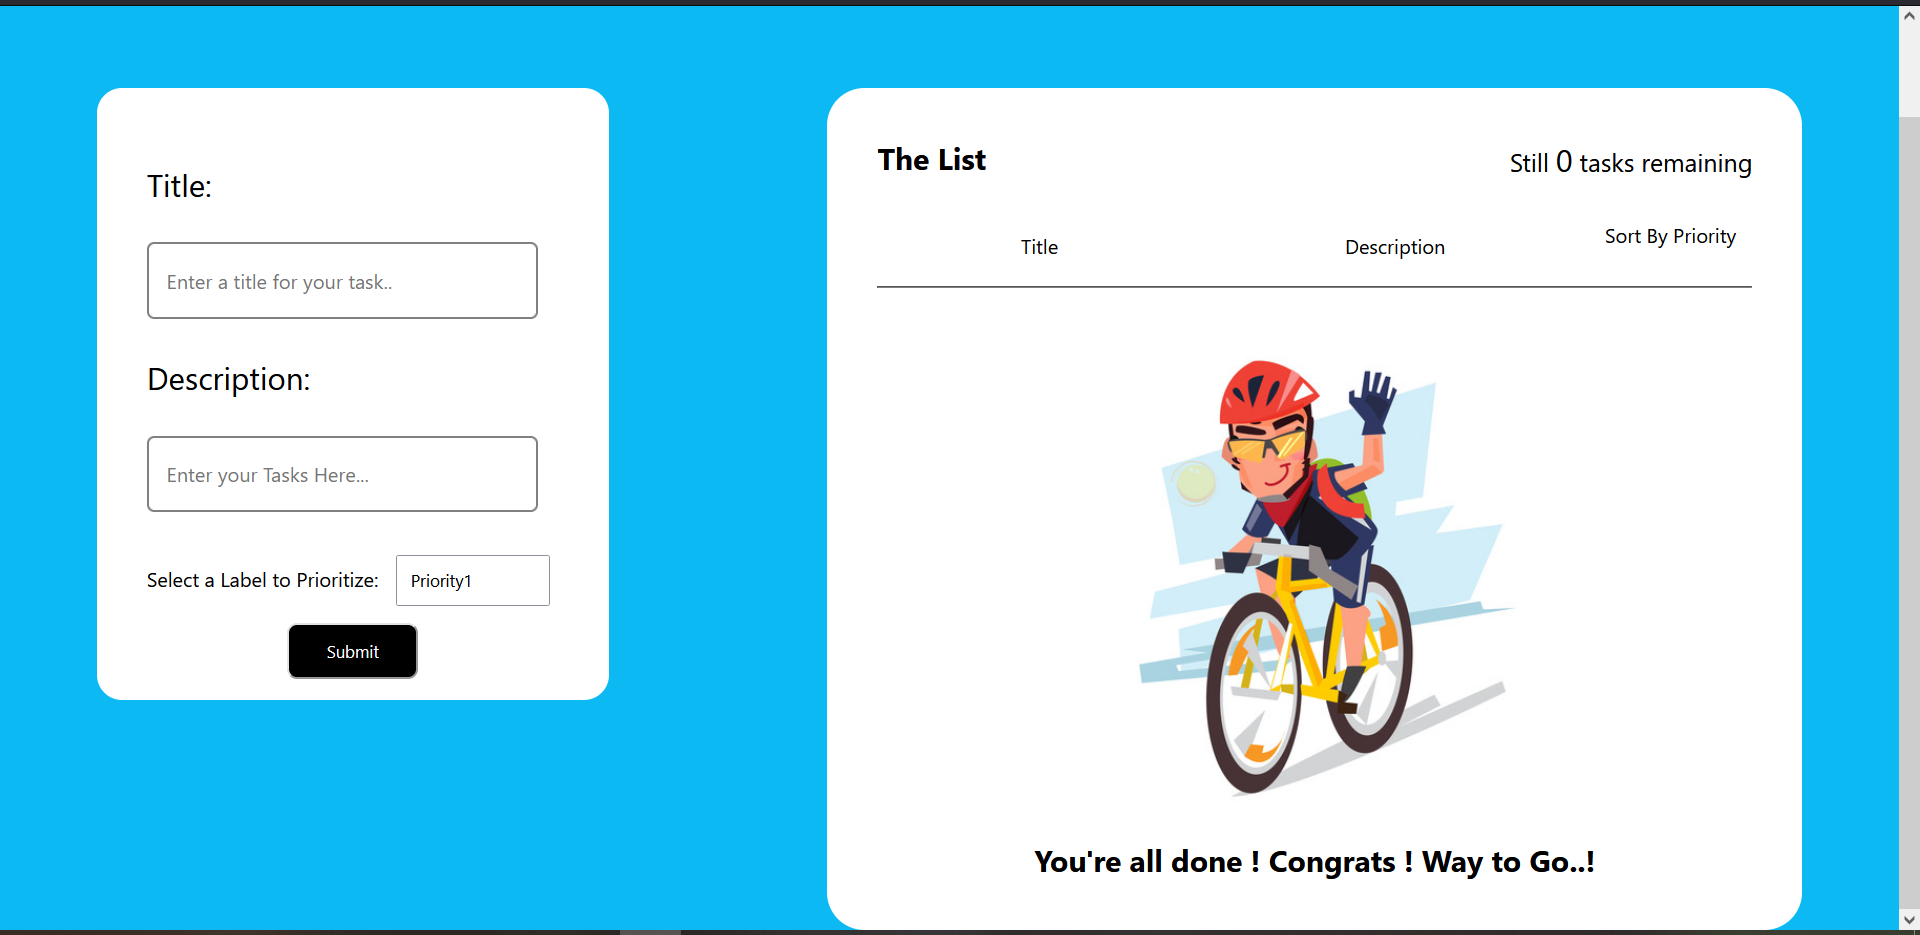 Title:
Enter a title for your task..
Description:
Enter your Tasks Here...
Select a Label to Prioritize: Priority1
Submit
The List
Still 0 tasks remaining
Title Description Sort By Priority
You're all done ! Congrats ! Way to Go..!